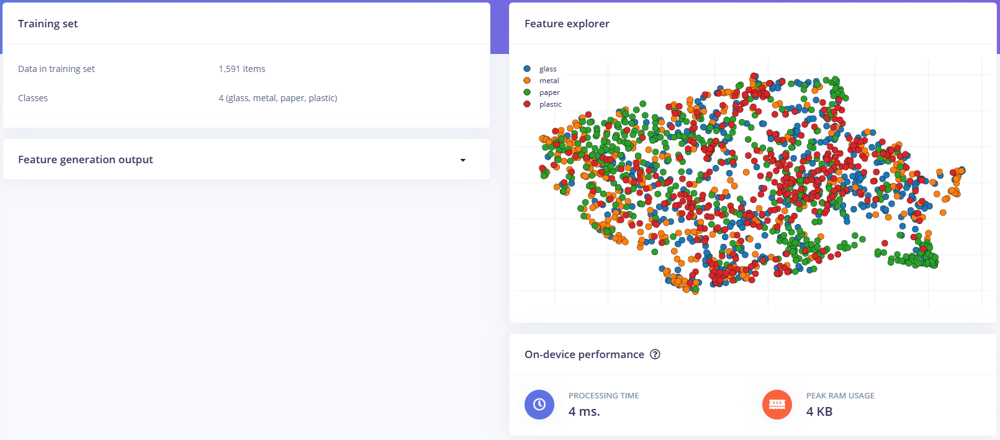 Training set
Data in training set 1,591 items
Classes 4 (glass, metal, paper, plastic)
Feature generation output
Feature explorer
glass
metal
paper
plastic
On-device performance ?
PROCESSING TIME
4 ms.
PEAK RAM USAGE
4 KB